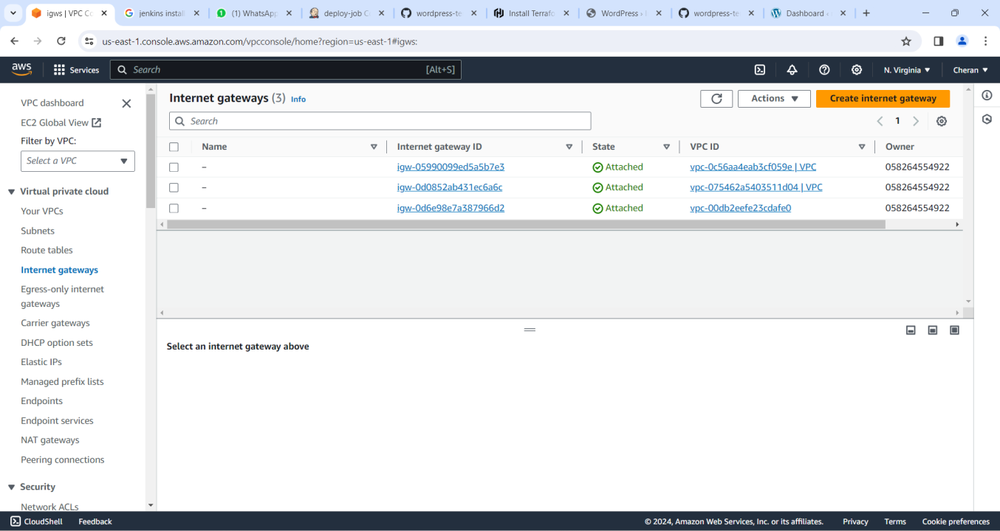 igws | VPC Co
jenkins install
(1) WhatsApp
deploy-job C
wordpress-te
Install Terrafo
WordPress › 
wordpress-te
Dashboard ‹
us-east-1.console.aws.amazon.com/vpcconsole/home?region=us-east-1#igws:
aws
Services
Search
[Alt+S]
N. Virginia
Cheran
VPC dashboard
EC2 Global View
Filter by VPC:
Select a VPC
Virtual private cloud
Your VPCs
Subnets
Route tables
Internet gateways
Egress-only internet
gateways
Carrier gateways
DHCP option sets
Elastic IPs
Managed prefix lists
Endpoints
Endpoint services
NAT gateways
Peering connections
Security
Network ACLs
Internet gateways (3) Info
Actions
Create internet gateway
Search
1
Name Internet gateway ID State VPC ID Owner
– igw-05990099ed5a5b7e3 Attached vpc-0c56aa4eab3cf059e | VPC 058264554922
– igw-0d0852ab431ec6a6c Attached vpc-075462a5403511d04 | VPC 058264554922
– igw-0d6e98e7a387966d2 Attached vpc-00db2eefe23cdafe0 058264554922
Select an internet gateway above
CloudShell Feedback © 2024, Amazon Web Services, Inc. or its affiliates. Privacy Terms Cookie preferences